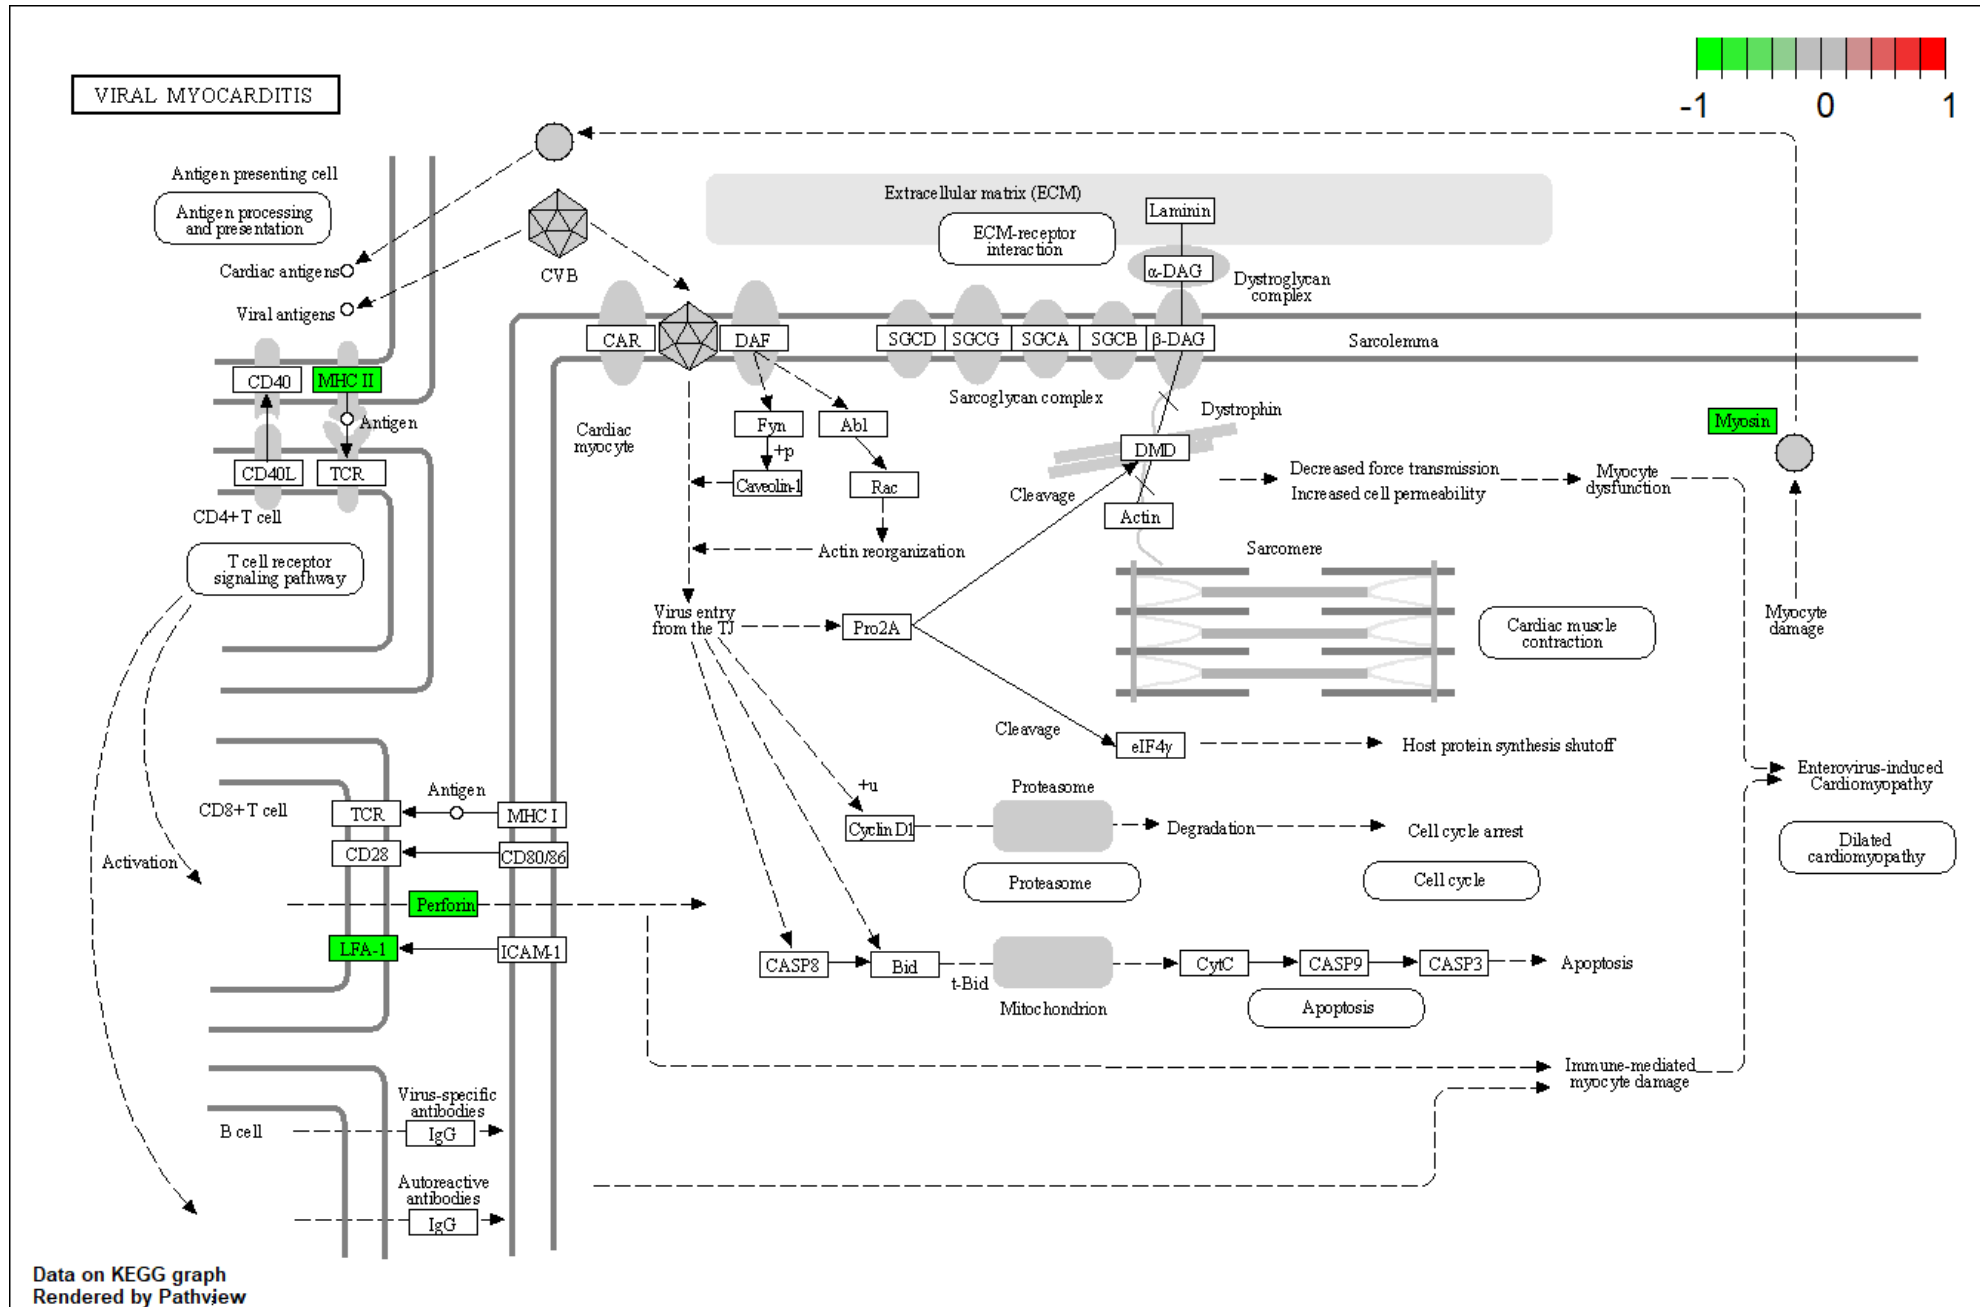 VIRAL MYOCARDITIS
-1
0
1
Antigen presenting cell
Antigen processing
and presentation
Cardiac antigens
Viral antigens
CVB
Extracellular matrix (ECM)
ECM-receptor
interaction
Laminin
α-DAG
Dystroglycan
complex
CAR
DAF
SGCD
SGCG
SGCA
SGCB
β-DAG
Sarcolemma
Sarcoglycan complex
CD40
MHC II
Antigen
CD40L
TCR
CD4+ T cell
T cell receptor
signaling pathway
Cardiac
myocyte
Fyn
Abl
+p
Caveolin-1
Rac
Actin reorganization
Dystrophin
DMD
Cleavage
Actin
Decreased force transmission
Increased cell permeability
Myocyte
dysfunction
Myosin
Sarcomere
Virus entry
from the TJ
Pro2A
Cardiac muscle
contraction
Myocyte
damage
Cleavage
eIF4γ
Host protein synthesis shutoff
Enterovirus-induced
Cardiomyopathy
Dilated
cardiomyopathy
CD8+ T cell
TCR
Antigen
MHC I
CD28
CD80/86
Activation
Perforin
LFA-1
ICAM-1
+u
Cyclin D1
Proteasome
Degradation
Cell cycle arrest
Proteasome
Cell cycle
CASP8
Bid
t-Bid
Mitochondrion
CytC
CASP9
CASP3
Apoptosis
Apoptosis
Immune-mediated
myocyte damage
B cell
Virus-specific
antibodies
IgG
Autoreactive
antibodies
IgG
Data on KEGG graph
Rendered by Pathview